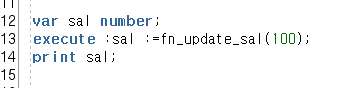 12 var sal number;
13 execute :sal :=fn_update_sal(100);
14 print sal;
15